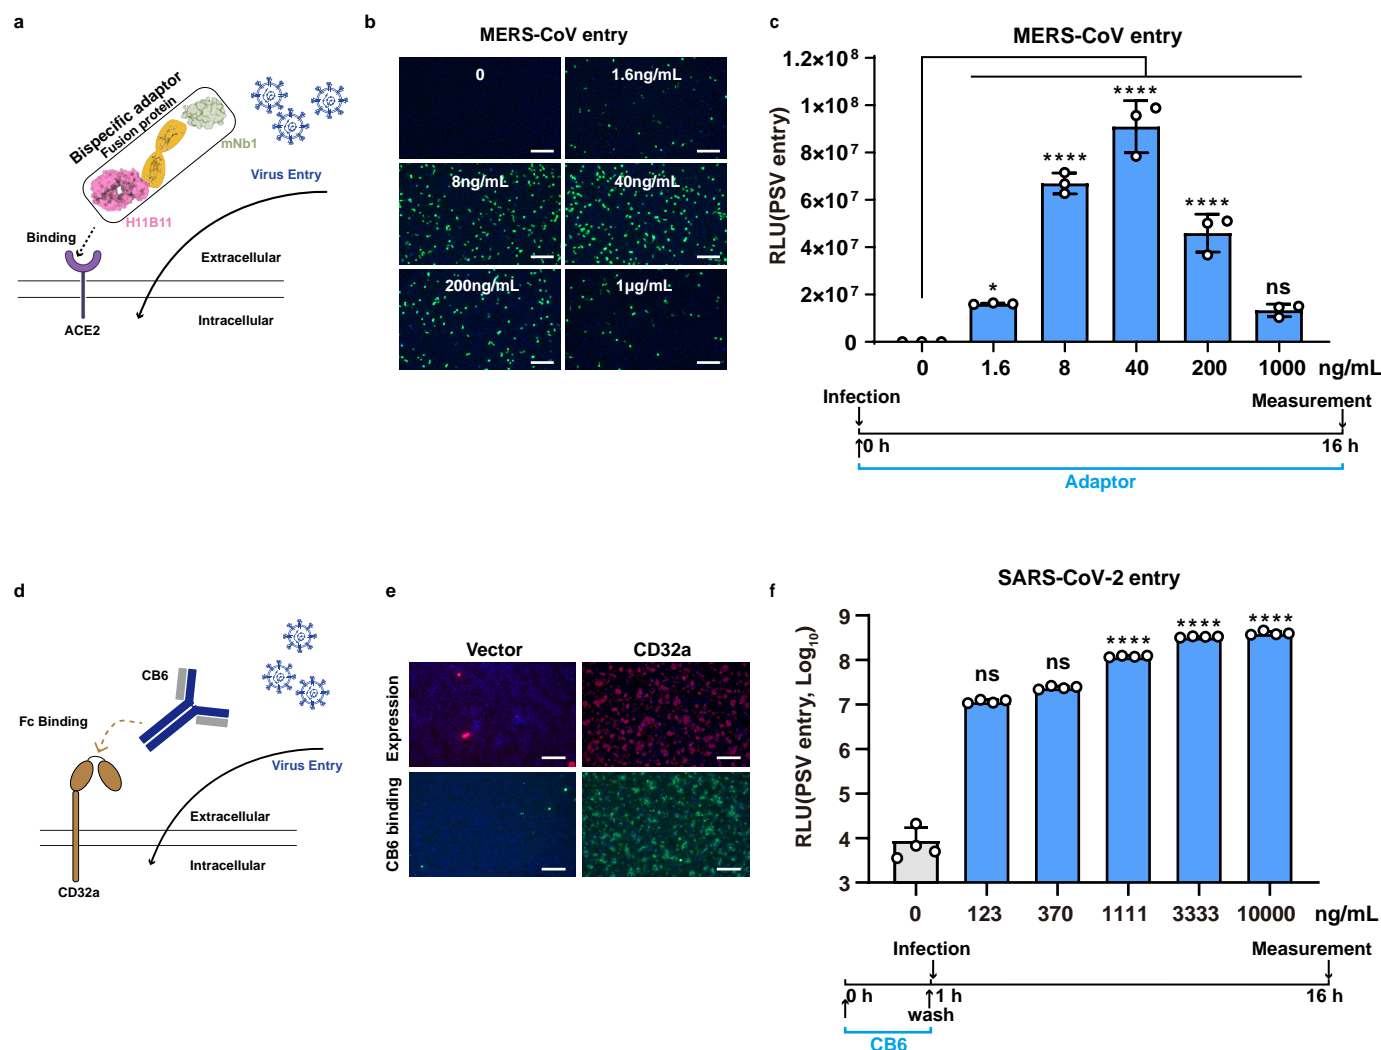 a
Bispecific adaptor
Fusion protein
mNb1
H11B11
Virus Entry
Binding
Extracellular
Intracellular
ACE2
b
MERS-CoV entry
0
1.6ng/mL
8ng/mL
40ng/mL
200ng/mL
1μg/mL
c
MERS-CoV entry
RLU(PSV entry)
1.2×10⁸
1×10⁸
8×10⁷
6×10⁷
4×10⁷
2×10⁷
0
*
****
****
****
ns
0 1.6 8 40 200 1000 ng/mL
Infection
Measurement
0 h
16 h
Adaptor
d
CB6
Fc Binding
Virus Entry
Extracellular
Intracellular
CD32a
e
Vector
CD32a
Expression
CB6 binding
f
SARS-CoV-2 entry
RLU(PSV entry, Log₁₀)
9
8
7
6
5
4
3
ns
ns
****
****
****
0 123 370 1111 3333 10000 ng/mL
Infection
Measurement
0 h
1 h
16 h
wash
CB6